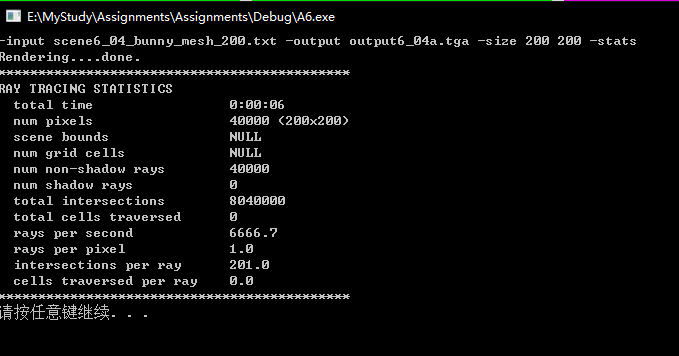 E:\MyStudy\Assignments\Assignments\Debug\A6.exe
-input scene6_04_bunny_mesh_200.txt -output output6_04a.tga -size 200 200 -stats
Rendering....done.
**************************************************
RAY TRACING STATISTICS
total time 0:00:06
num pixels 40000 (200x200)
scene bounds NULL
num grid cells NULL
num non-shadow rays 40000
num shadow rays 0
total intersections 8040000
total cells traversed 0
rays per second 6666.7
rays per pixel 1.0
intersections per ray 201.0
cells traversed per ray 0.0
**************************************************
请按任意键继续. . .